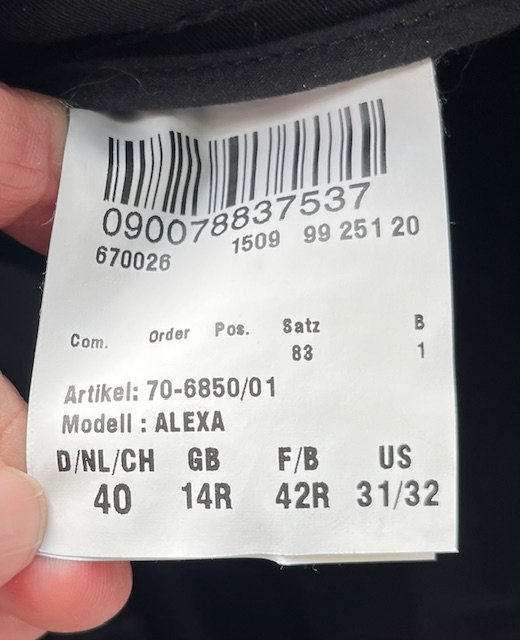 090078837537
670026 1509 99 251 20
Com. Order Pos. Satz B
83 1
Artikel: 70-6850/01
Modell : ALEXA
D/NL/CH GB F/B US
40 14R 42R 31/32